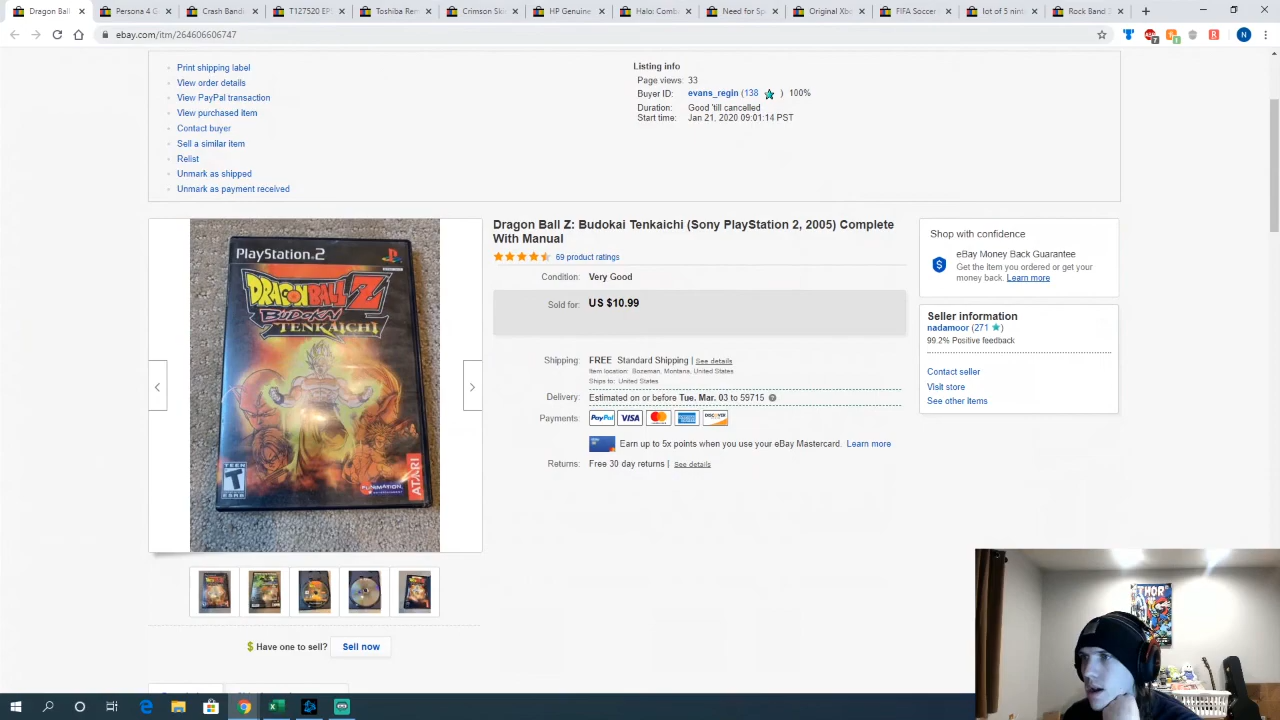 Dragon Ball
Persona 4 G
Crash Bandi
T127520 EP
Toshiba Rem
Crimson Ski
HP Genuine
Halo: Comb
Need for Sp
Original Xbo
FIFA Soccer
lot of 5 nint
Rock Band
ebay.com/itm/264606606747
N
Print shipping label
View order details
View PayPal transaction
View purchased item
Contact buyer
Sell a similar item
Relist
Unmark as shipped
Unmark as payment received
Listing info
Page views: 33
Buyer ID: evans_regin (138 ) 100%
Duration: Good 'till cancelled
Start time: Jan 21, 2020 09:01:14 PST
PlayStation.2
DRAGON BALL Z
BUDOKAI
TENKAICHI
TEEN
T
ESRB
FUNIMATION
ATARI
Dragon Ball Z: Budokai Tenkaichi (Sony PlayStation 2, 2005) Complete
With Manual
69 product ratings
Condition: Very Good
Sold for: US $10.99
Shipping: FREE Standard Shipping | See details
Item location: Bozeman, Montana, United States
Ships to: United States
Delivery: Estimated on or before Tue. Mar. 03 to 59715
Payments: PayPal VISA DISCOVER
Earn up to 5x points when you use your eBay Mastercard. Learn more
Returns: Free 30 day returns | See details
Shop with confidence
eBay Money Back Guarantee
Get the item you ordered or get your
money back. Learn more
Seller information
nadamoor (271 )
99.2% Positive feedback
Contact seller
Visit store
See other items
$ Have one to sell? Sell now
THOR